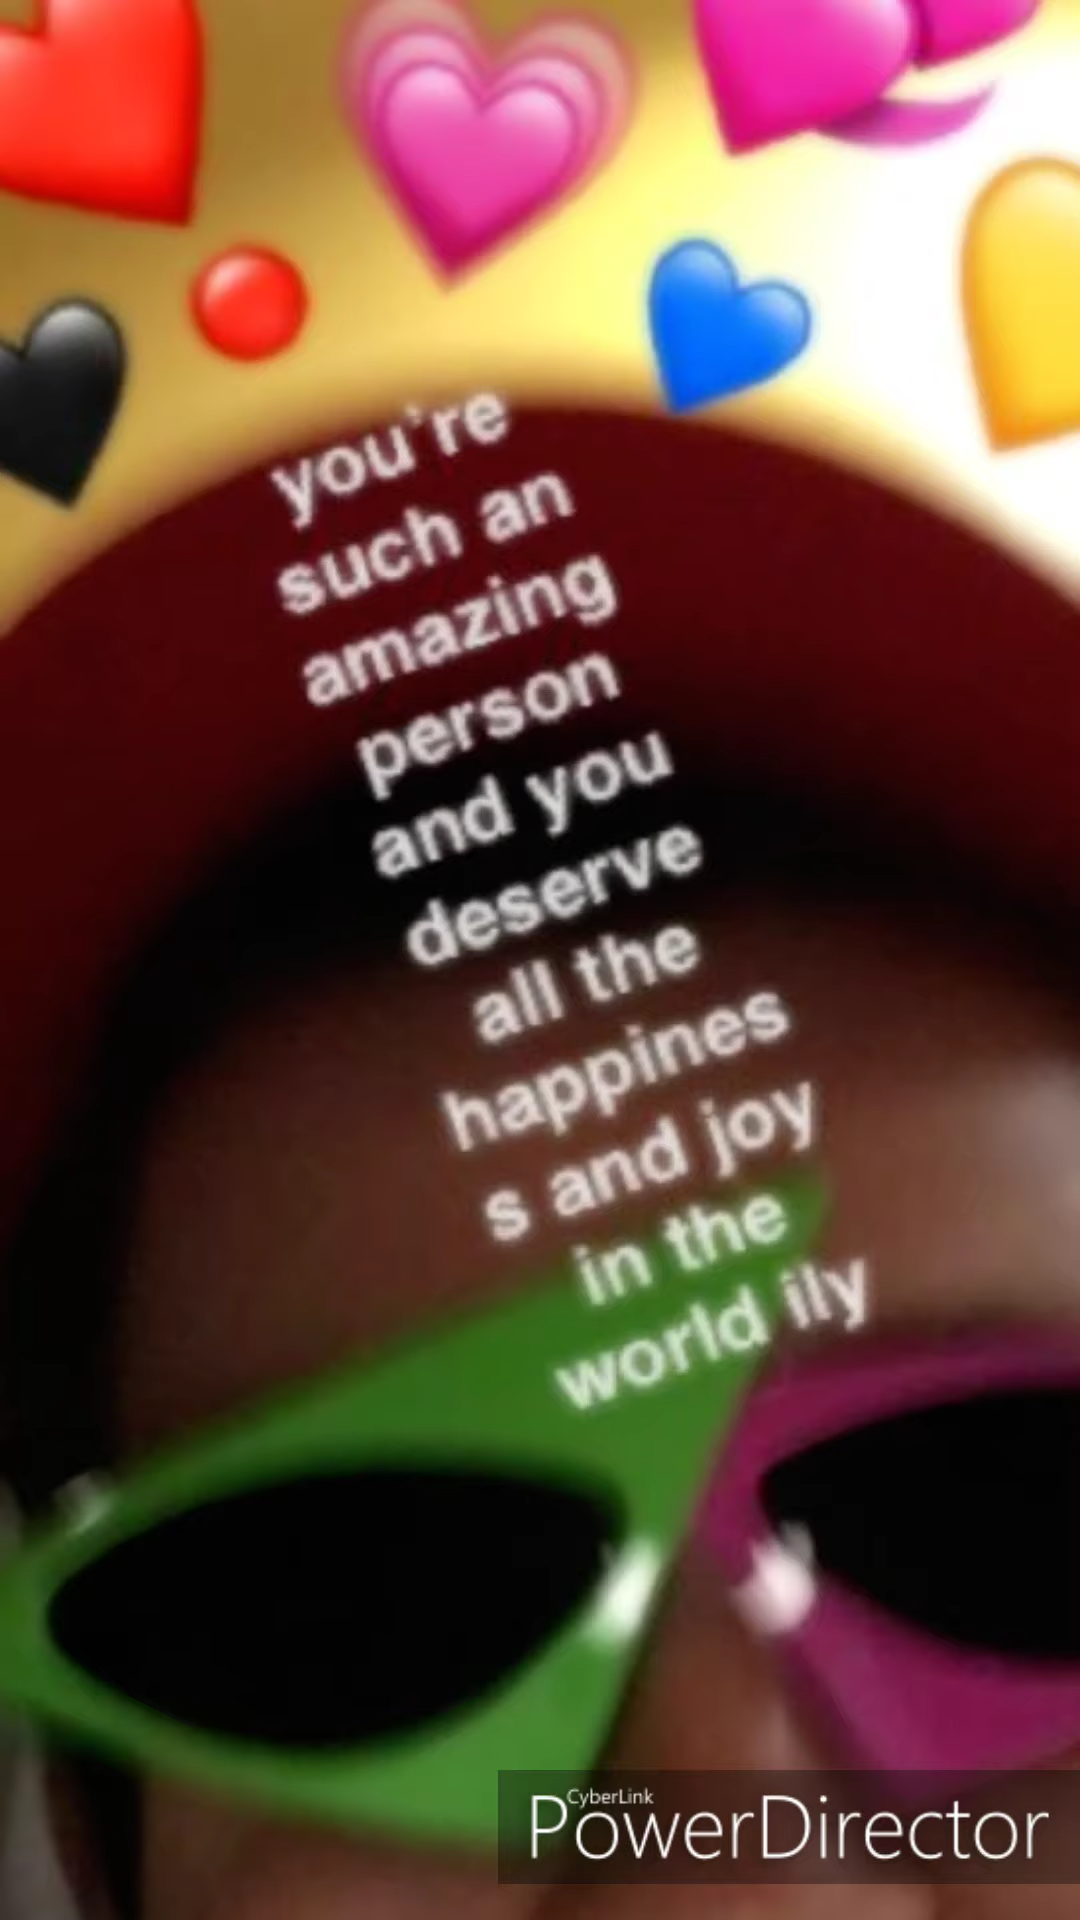 you're
such an
amazing
person
and you
deserve
all the
happines
s and joy
in the
world ily
CyberLink
PowerDirector